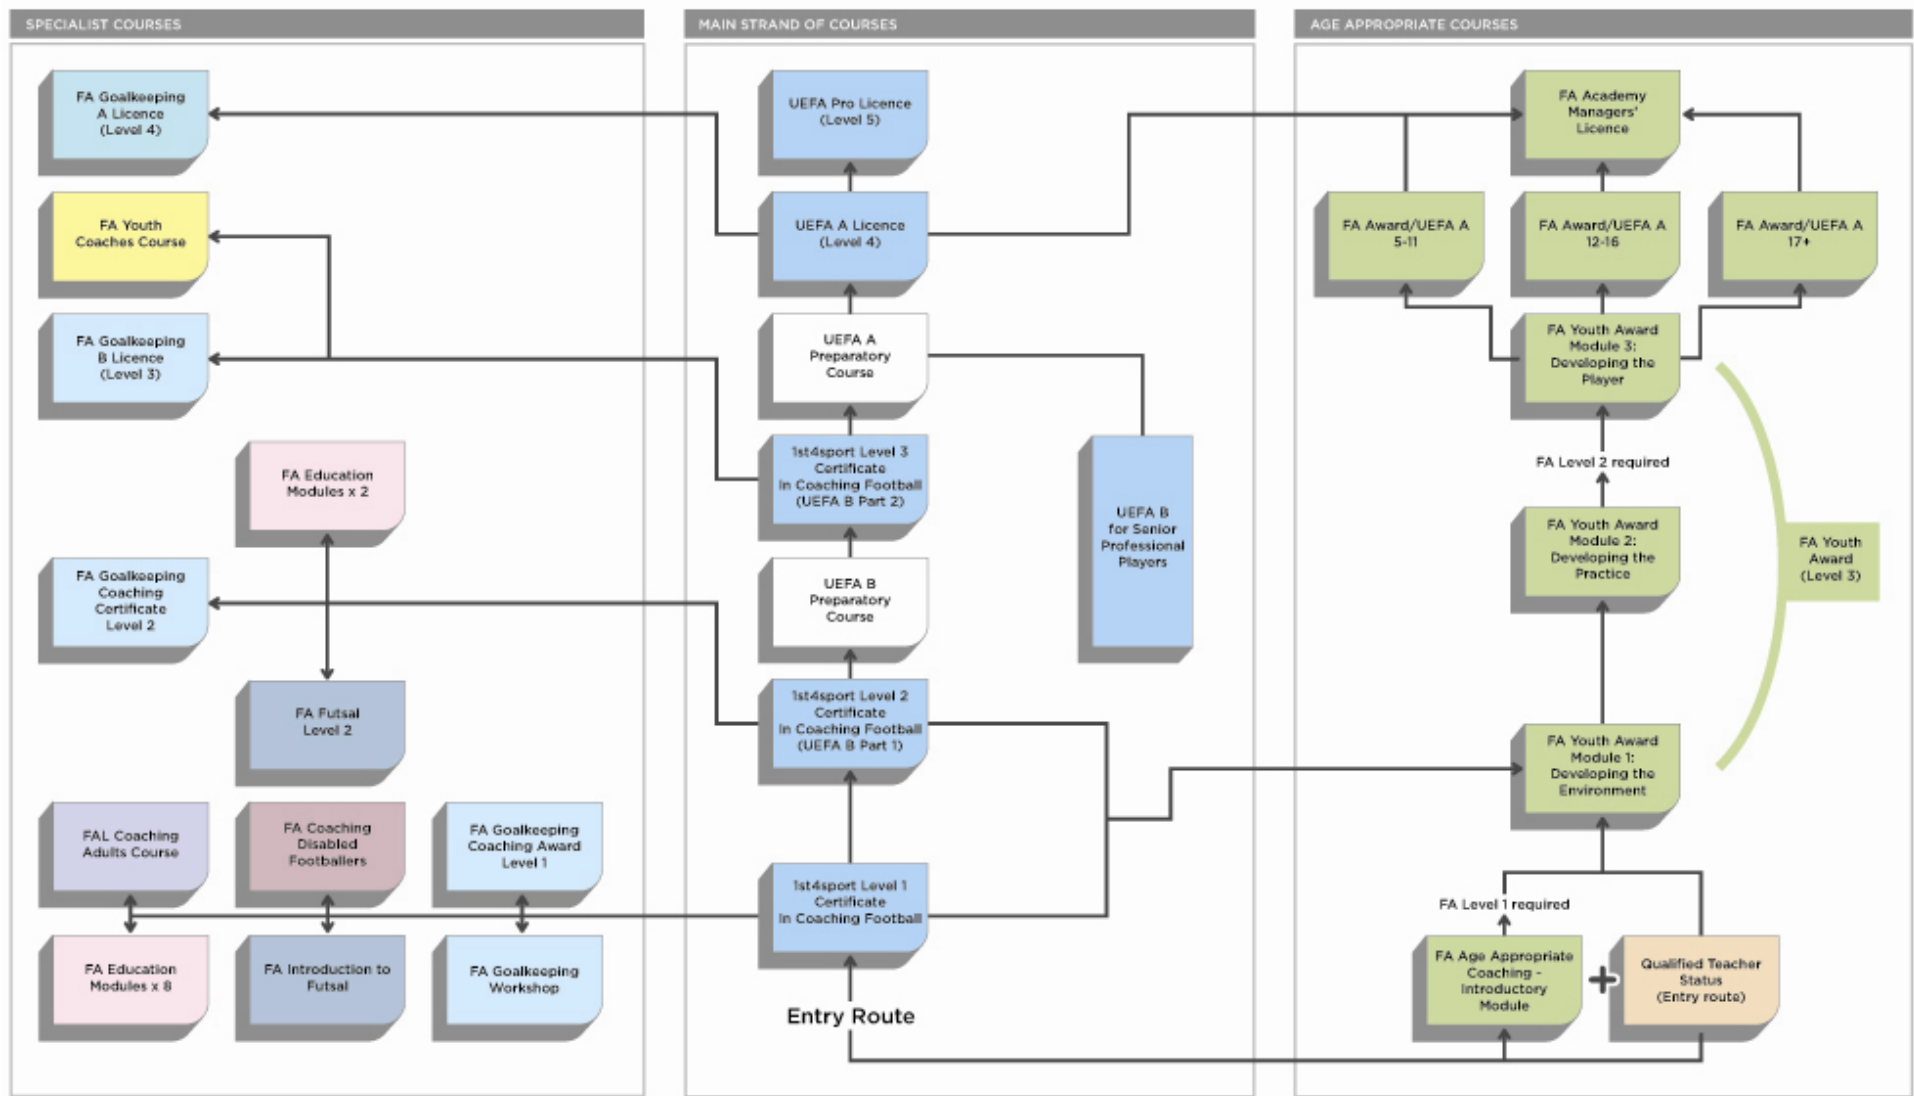 SPECIALIST COURSES
FA Goalkeeping
A Licence
(Level 4)
FA Youth
Coaches Course
FA Goalkeeping
B Licence
(Level 3)
FA Education
Modules x 2
FA Goalkeeping
Coaching
Certificate
Level 2
FA Futsal
Level 2
FAL Coaching
Adults Course
FA Coaching
Disabled
Footballers
FA Goalkeeping
Coaching Award
Level 1
FA Education
Modules x 8
FA Introduction to
Futsal
FA Goalkeeping
Workshop
MAIN STRAND OF COURSES
UEFA Pro Licence
(Level 5)
UEFA A Licence
(Level 4)
UEFA A
Preparatory
Course
1st4sport Level 3
Certificate
In Coaching Football
(UEFA B Part 2)
UEFA B
for Senior
Professional
Players
UEFA B
Preparatory
Course
1st4sport Level 2
Certificate
In Coaching Football
(UEFA B Part 1)
1st4sport Level 1
Certificate
In Coaching Football
Entry Route
AGE APPROPRIATE COURSES
FA Academy
Managers'
Licence
FA Award/UEFA A
5-11
FA Award/UEFA A
12-16
FA Award/UEFA A
17+
FA Youth Award
Module 3:
Developing the
Player
FA Level 2 required
FA Youth Award
Module 2:
Developing the
Practice
FA Youth
Award
(Level 3)
FA Youth Award
Module 1:
Developing the
Environment
FA Level 1 required
FA Age Appropriate
Coaching -
Introductory
Module
+
Qualified Teacher
Status
(Entry route)